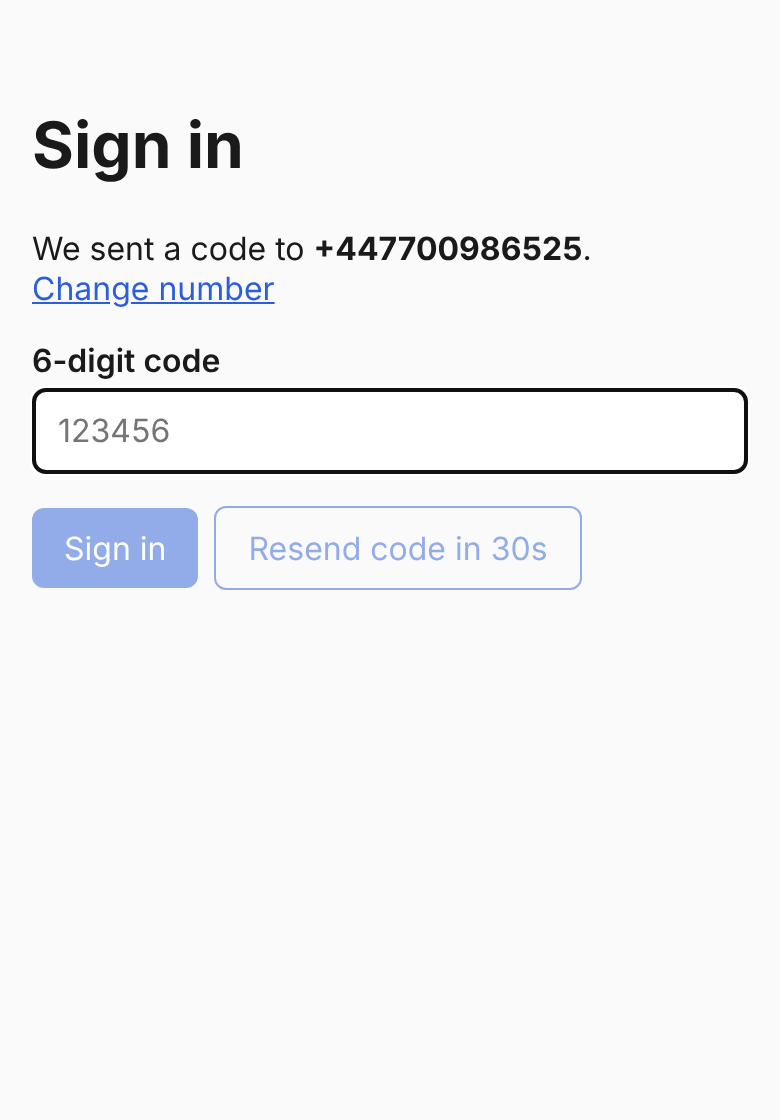 Sign in
We sent a code to +447700986525.
Change number
6-digit code
123456
Sign in
Resend code in 30s